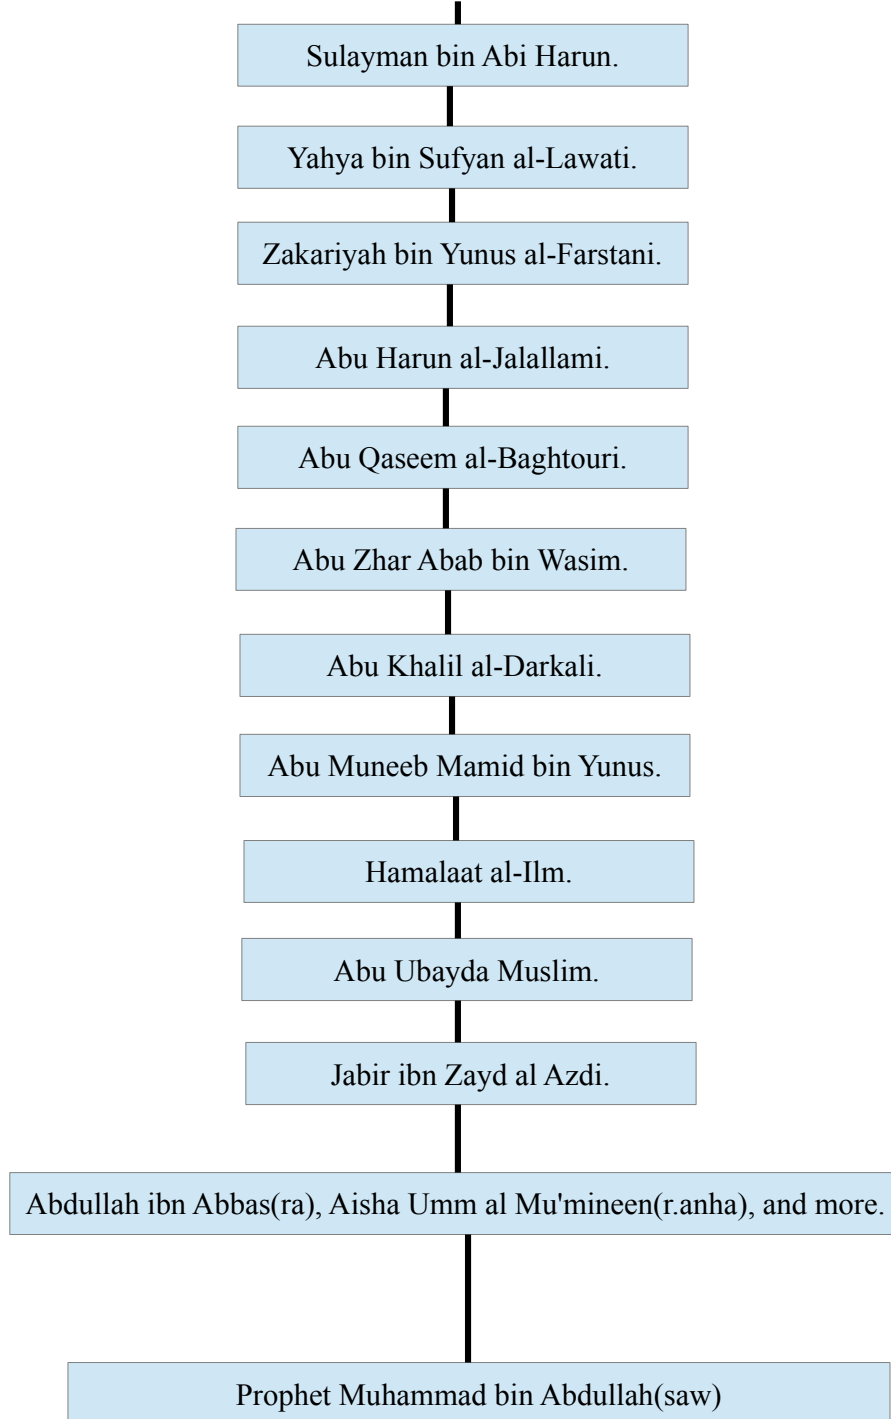 Sulayman bin Abi Harun.
Yahya bin Sufyan al-Lawati.
Zakariyah bin Yunus al-Farstani.
Abu Harun al-Jalallami.
Abu Qaseem al-Baghtouri.
Abu Zhar Abab bin Wasim.
Abu Khalil al-Darkali.
Abu Muneeb Mamid bin Yunus.
Hamalaat al-Ilm.
Abu Ubayda Muslim.
Jabir ibn Zayd al Azdi.
Abdullah ibn Abbas(ra), Aisha Umm al Mu'mineen(r.anha), and more.
Prophet Muhammad bin Abdullah(saw)